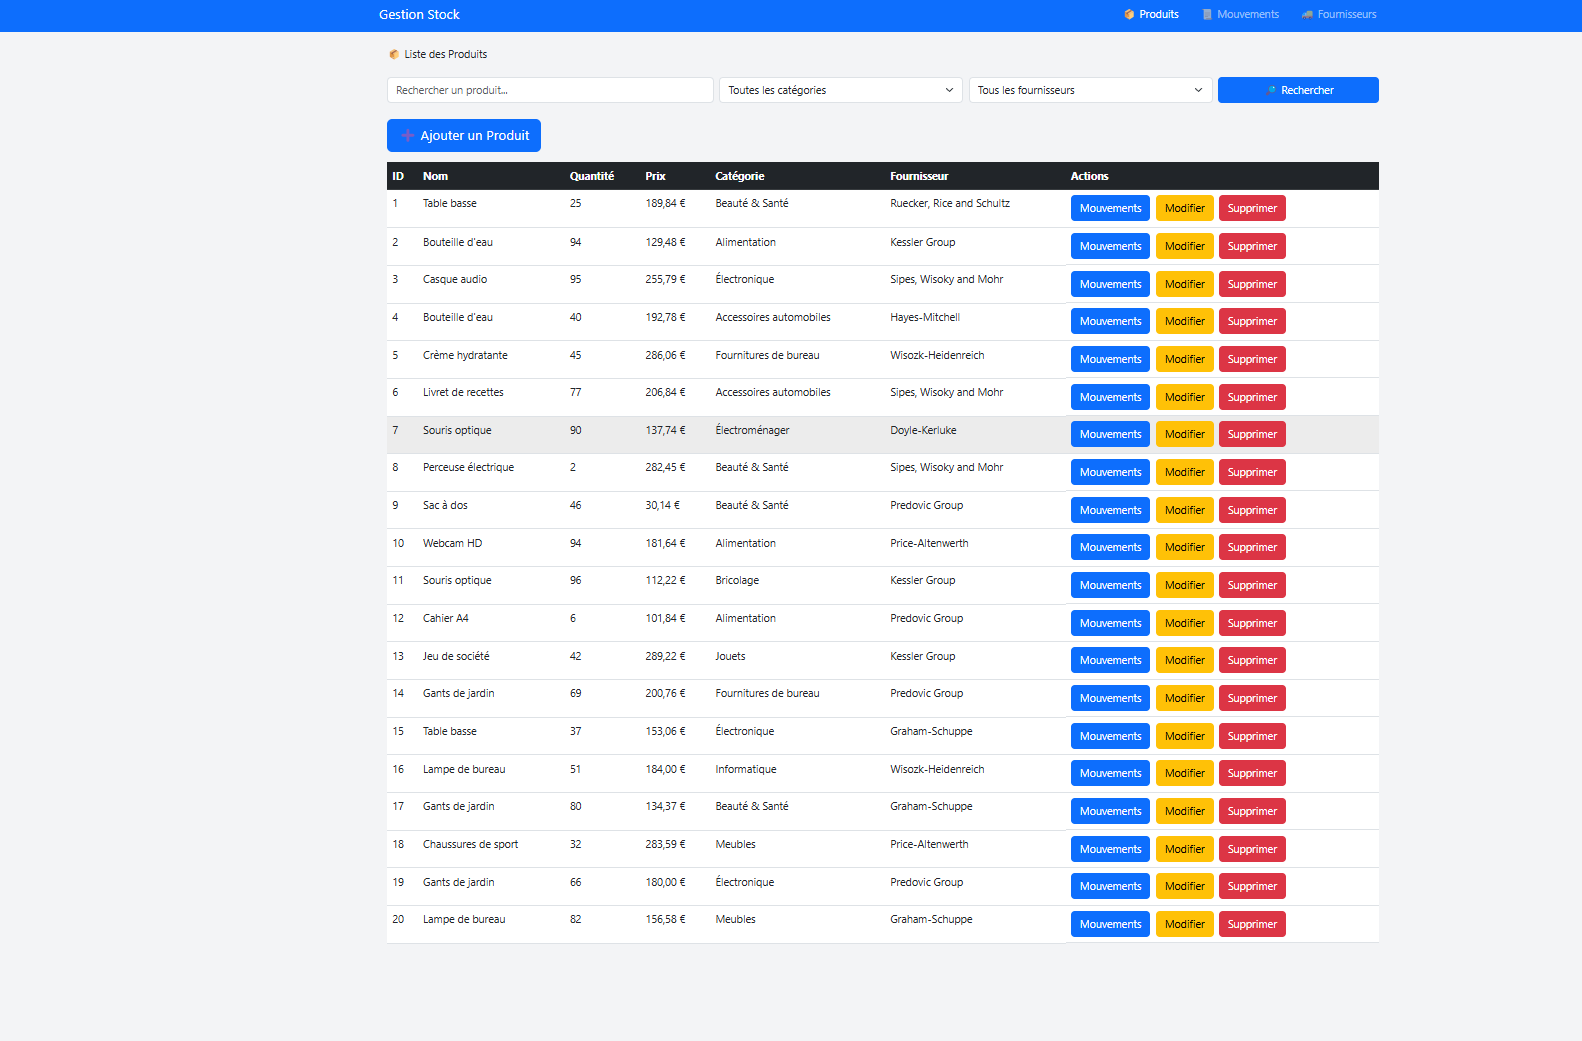 Gestion Stock Produits Mouvements Fournisseurs
Liste des Produits
Rechercher un produit... Toutes les catégories Tous les fournisseurs Rechercher
Ajouter un Produit
ID Nom Quantité Prix Catégorie Fournisseur Actions
1 Table basse 25 189,84 € Beauté & Santé Ruecker, Rice and Schultz Mouvements Modifier Supprimer
2 Bouteille d'eau 94 129,48 € Alimentation Kessler Group Mouvements Modifier Supprimer
3 Casque audio 95 255,79 € Électronique Sipes, Wisoky and Mohr Mouvements Modifier Supprimer
4 Bouteille d'eau 40 192,78 € Accessoires automobiles Hayes-Mitchell Mouvements Modifier Supprimer
5 Crème hydratante 45 286,06 € Fournitures de bureau Wisozk-Heidenreich Mouvements Modifier Supprimer
6 Livret de recettes 77 206,84 € Accessoires automobiles Sipes, Wisoky and Mohr Mouvements Modifier Supprimer
7 Souris optique 90 137,74 € Électroménager Doyle-Kerluke Mouvements Modifier Supprimer
8 Perceuse électrique 2 282,45 € Beauté & Santé Sipes, Wisoky and Mohr Mouvements Modifier Supprimer
9 Sac à dos 46 30,14 € Beauté & Santé Predovic Group Mouvements Modifier Supprimer
10 Webcam HD 94 181,64 € Alimentation Price-Altenwerth Mouvements Modifier Supprimer
11 Souris optique 96 112,22 € Bricolage Kessler Group Mouvements Modifier Supprimer
12 Cahier A4 6 101,84 € Alimentation Predovic Group Mouvements Modifier Supprimer
13 Jeu de société 42 289,22 € Jouets Kessler Group Mouvements Modifier Supprimer
14 Gants de jardin 69 200,76 € Fournitures de bureau Predovic Group Mouvements Modifier Supprimer
15 Table basse 37 153,06 € Électronique Graham-Schuppe Mouvements Modifier Supprimer
16 Lampe de bureau 51 184,00 € Informatique Wisozk-Heidenreich Mouvements Modifier Supprimer
17 Gants de jardin 80 134,37 € Beauté & Santé Graham-Schuppe Mouvements Modifier Supprimer
18 Chaussures de sport 32 283,59 € Meubles Price-Altenwerth Mouvements Modifier Supprimer
19 Gants de jardin 66 180,00 € Électronique Predovic Group Mouvements Modifier Supprimer
20 Lampe de bureau 82 156,58 € Meubles Graham-Schuppe Mouvements Modifier Supprimer